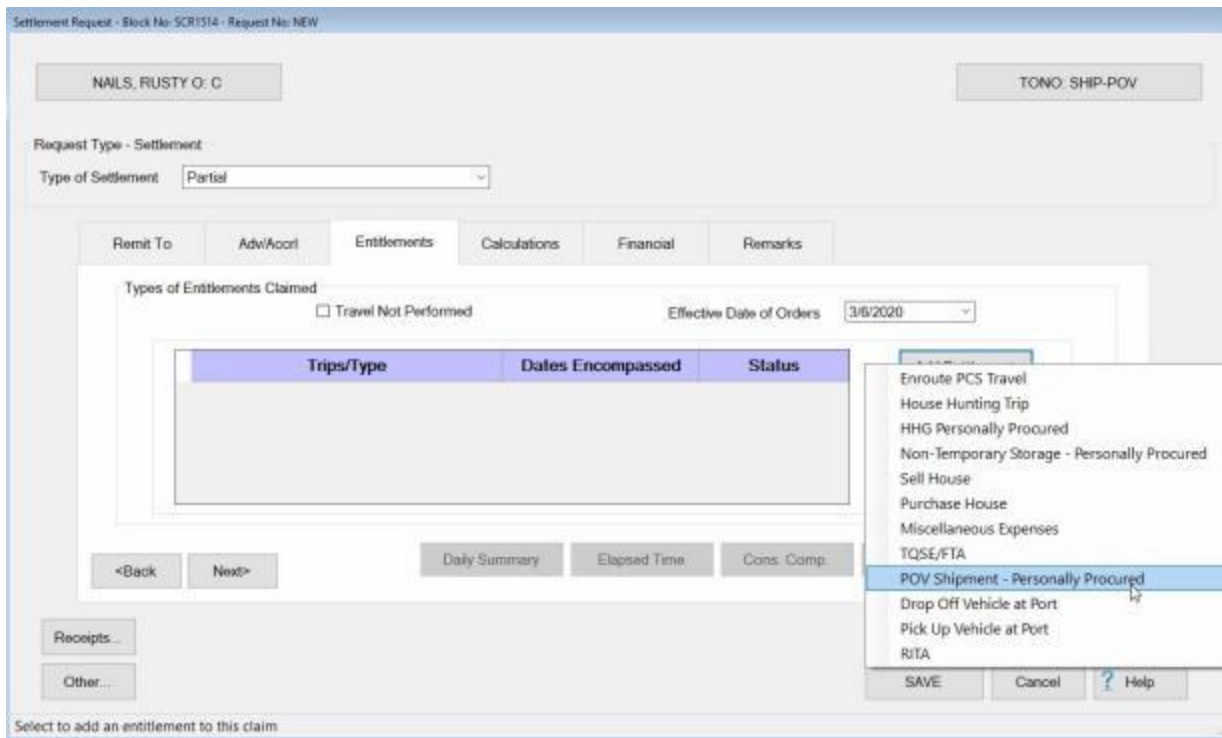 Settlement Request - Block No: SCR1514 - Request No: NEW
NAILS, RUSTY O: C
TONO: SHIP-POV
Request Type - Settlement
Type of Settlement Partial
Remit To Adv/Accrl Entitlements Calculations Financial Remarks
Types of Entitlements Claimed
Travel Not Performed Effective Date of Orders 3/6/2020
Trips/Type Dates Encompassed Status
Enroute PCS Travel
House Hunting Trip
HHG Personally Procured
Non-Temporary Storage - Personally Procured
Sell House
Purchase House
Miscellaneous Expenses
TQSE/FTA
POV Shipment - Personally Procured
Drop Off Vehicle at Port
Pick Up Vehicle at Port
RITA
<Back Next> Daily Summary Elapsed Time Cons. Comp.
Receipts...
Other...
SAVE Cancel ? Help
Select to add an entitlement to this claim